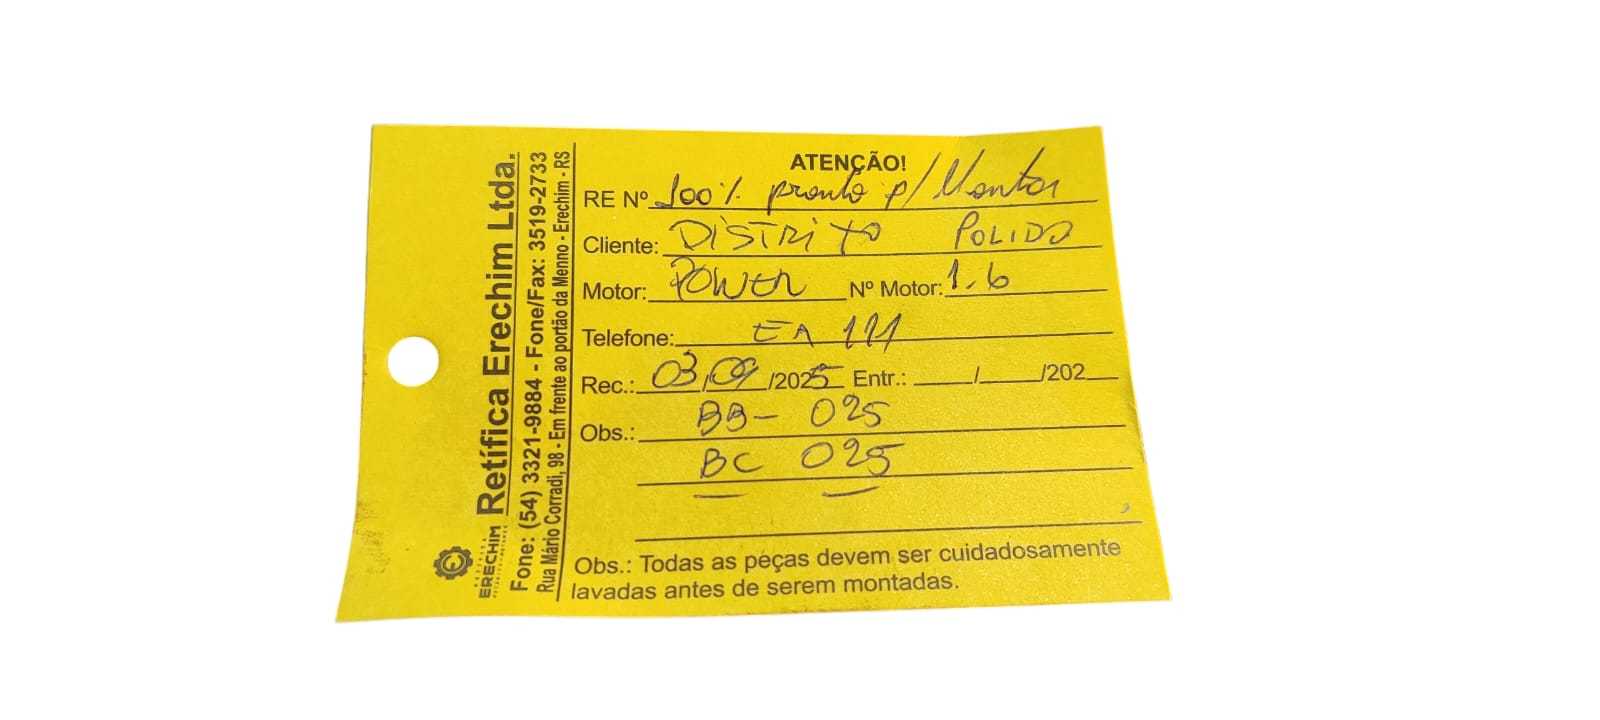 ATENÇÃO!
RE Nº 100% pronto p/ Montar
Cliente: DISTRITO POLIDO
Motor: POWER Nº Motor: 1.6
Telefone: EA 111
Rec.: 03/09/2025 Entr.: / /202
Obs.: BB- 025
BC 025
Obs.: Todas as peças devem ser cuidadosamente
lavadas antes de serem montadas.
ERECHIM
Retífica Erechim Ltda.
Fone: (54) 3321-9884 - Fone/Fax: 3519-2733
Rua Mário Corradi, 98 - Em frente ao portão da Menno - Erechim - RS